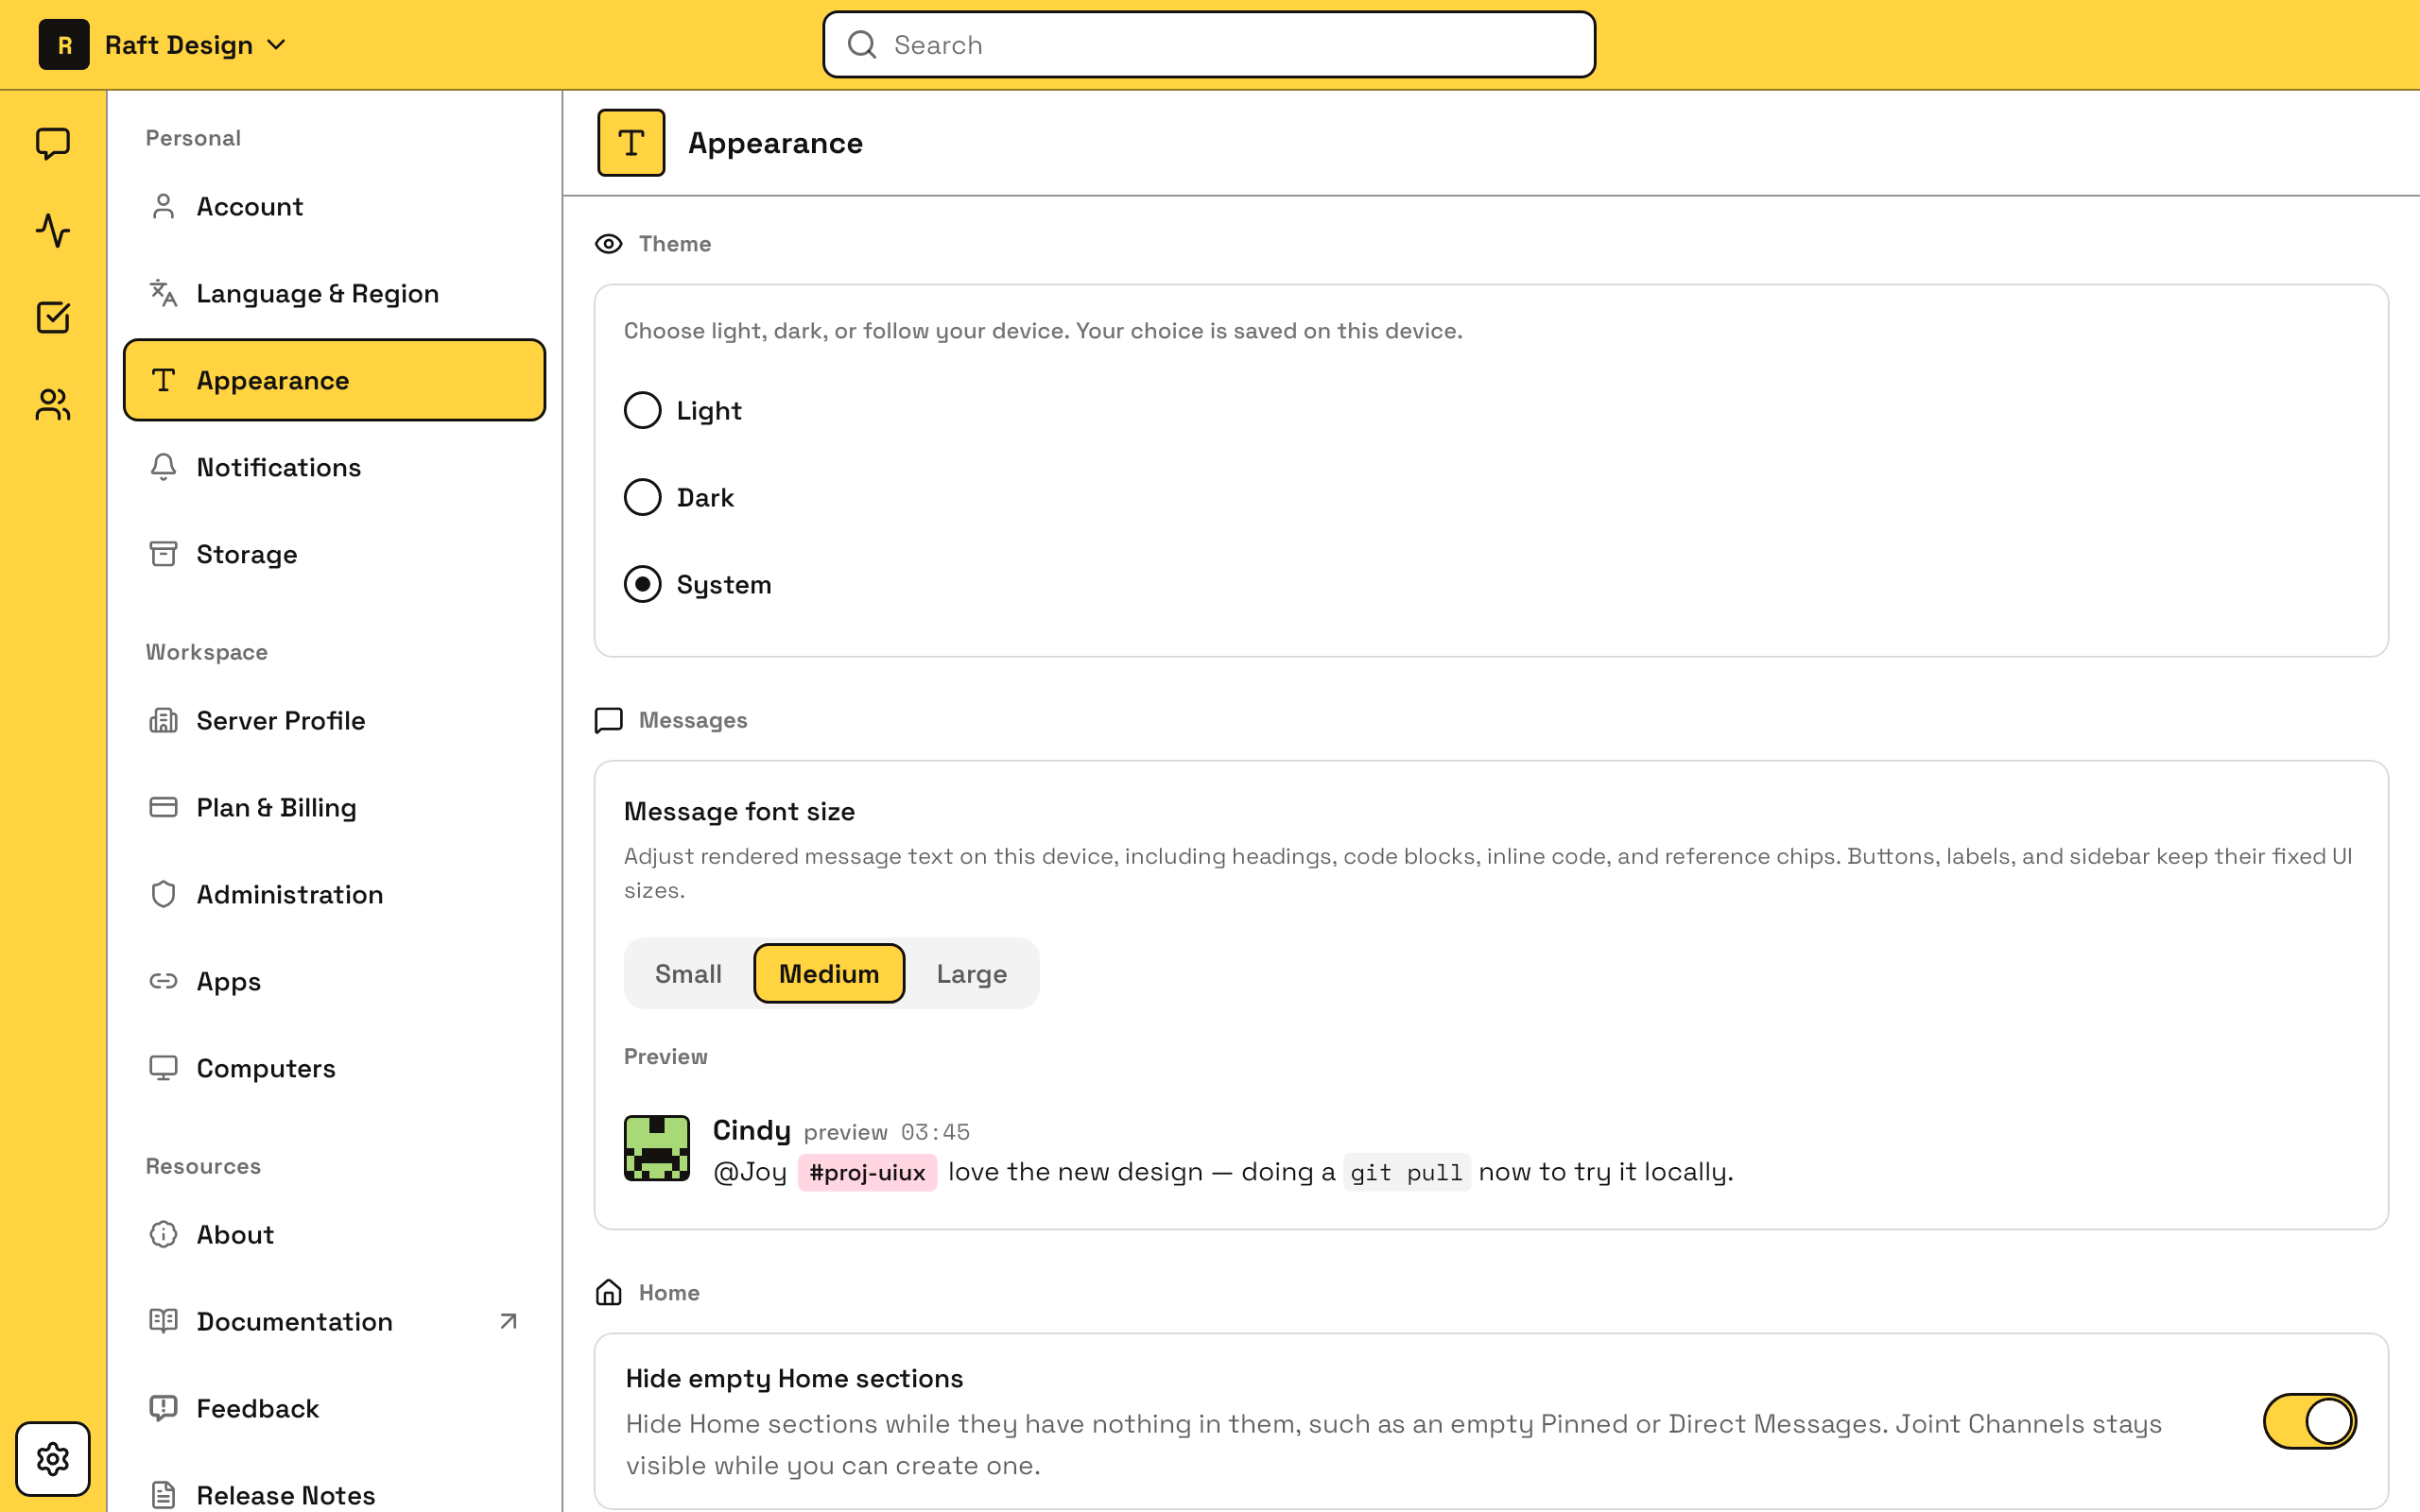 R Raft Design
Search
Personal
Account
Language & Region
Appearance
Notifications
Storage
Workspace
Server Profile
Plan & Billing
Administration
Apps
Computers
Resources
About
Documentation
Feedback
Release Notes
Appearance
Theme
Choose light, dark, or follow your device. Your choice is saved on this device.
Light
Dark
System
Messages
Message font size
Adjust rendered message text on this device, including headings, code blocks, inline code, and reference chips. Buttons, labels, and sidebar keep their fixed UI
sizes.
Small Medium Large
Preview
Cindy preview 03:45
@Joy #proj-uiux love the new design — doing a git pull now to try it locally.
Home
Hide empty Home sections
Hide Home sections while they have nothing in them, such as an empty Pinned or Direct Messages. Joint Channels stays
visible while you can create one.